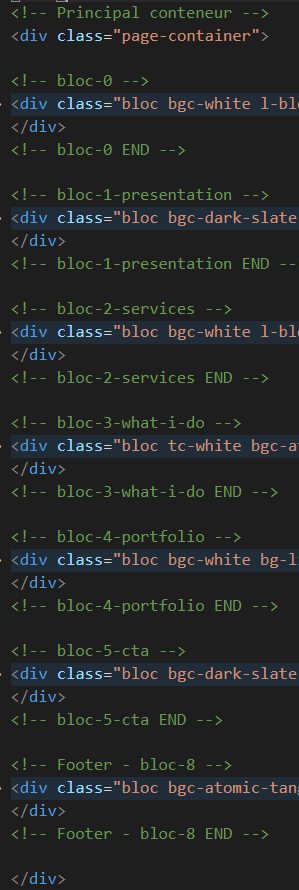 <!-- Principal conteneur -->
<div class="page-container">
<!-- bloc-0 -->
<div class="bloc bgc-white l-blo
</div>
<!-- bloc-0 END -->
<!-- bloc-1-presentation -->
<div class="bloc bgc-dark-slate
</div>
<!-- bloc-1-presentation END --
<!-- bloc-2-services -->
<div class="bloc bgc-white l-blo
</div>
<!-- bloc-2-services END -->
<!-- bloc-3-what-i-do -->
<div class="bloc tc-white bgc-at
</div>
<!-- bloc-3-what-i-do END -->
<!-- bloc-4-portfolio -->
<div class="bloc bgc-white bg-l
</div>
<!-- bloc-4-portfolio END -->
<!-- bloc-5-cta -->
<div class="bloc bgc-dark-slate
</div>
<!-- bloc-5-cta END -->
<!-- Footer - bloc-8 -->
<div class="bloc bgc-atomic-tang
</div>
<!-- Footer - bloc-8 END -->
</div>